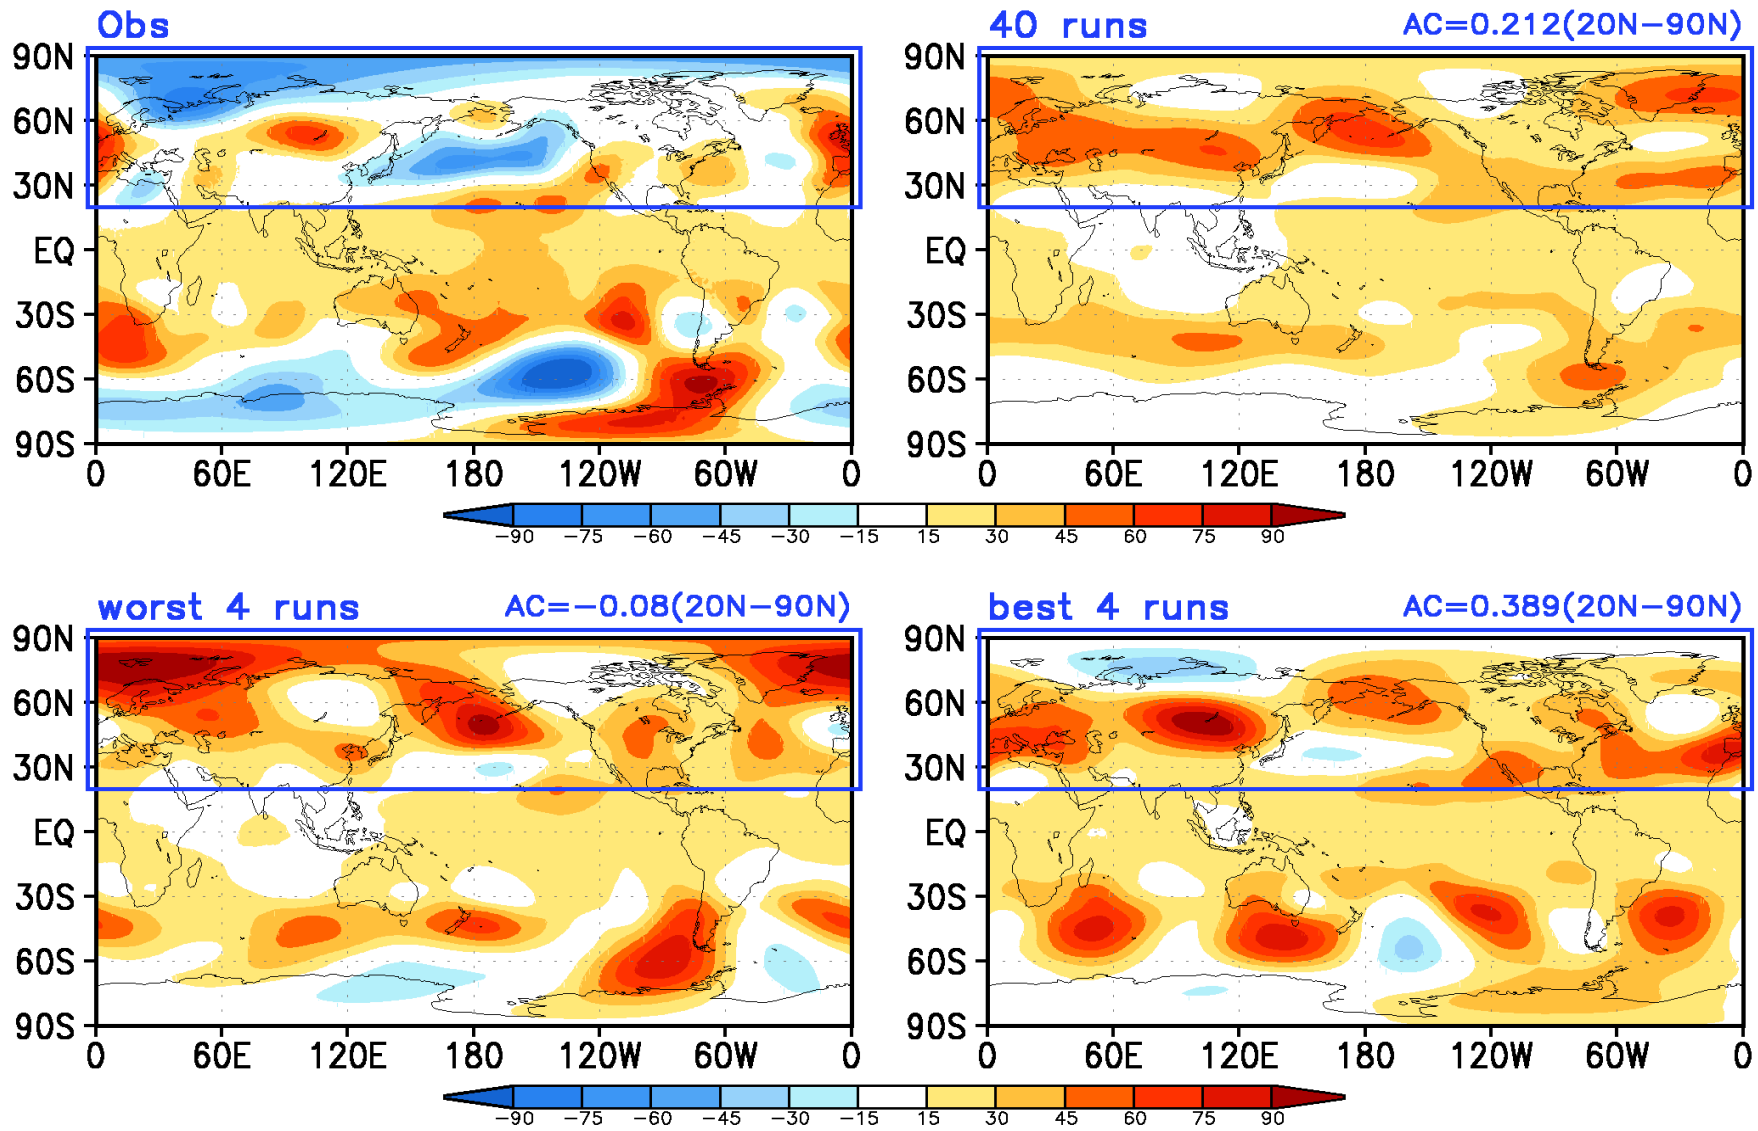 Obs
40 runs AC=0.212(20N−90N)
90N 90N
60N 60N
30N 30N
EQ EQ
30S 30S
60S 60S
90S 90S
0 60E 120E 180 120W 60W 0 0 60E 120E 180 120W 60W 0
−90 −75 −60 −45 −30 −15 15 30 45 60 75 90
worst 4 runs AC=−0.08(20N−90N)
best 4 runs AC=0.389(20N−90N)
90N 90N
60N 60N
30N 30N
EQ EQ
30S 30S
60S 60S
90S 90S
0 60E 120E 180 120W 60W 0 0 60E 120E 180 120W 60W 0
−90 −75 −60 −45 −30 −15 15 30 45 60 75 90